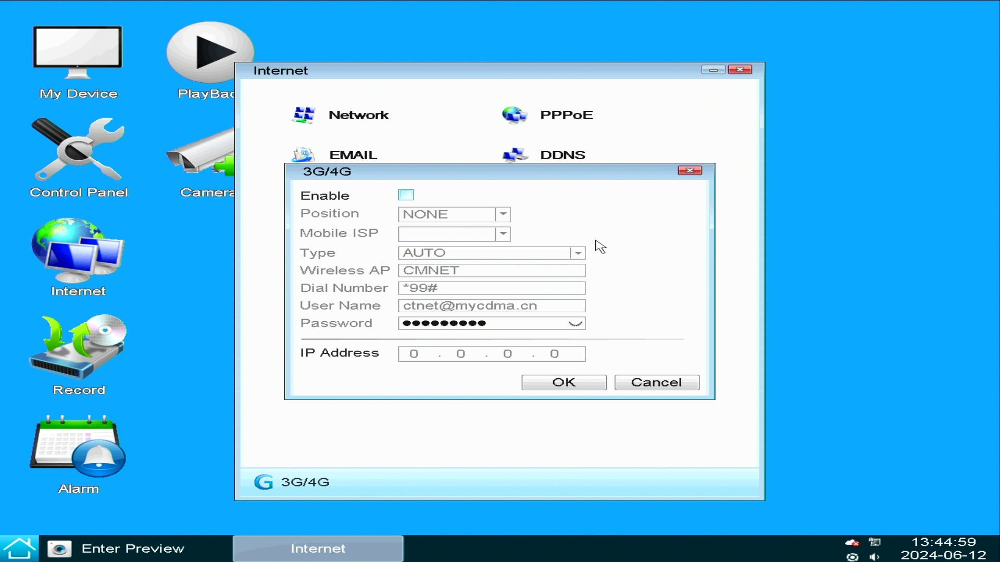 My Device
PlayBac
Control Panel
Camera
Internet
Record
Alarm
Internet
Network
PPPoE
EMAIL
DDNS
3G/4G
Enable
Position NONE
Mobile ISP
Type AUTO
Wireless AP CMNET
Dial Number *99#
User Name ctnet@mycdma.cn
Password ●●●●●●●●●
IP Address 0 . 0 . 0 . 0
OK Cancel
3G/4G
Enter Preview
Internet
13:44:59
2024-06-12